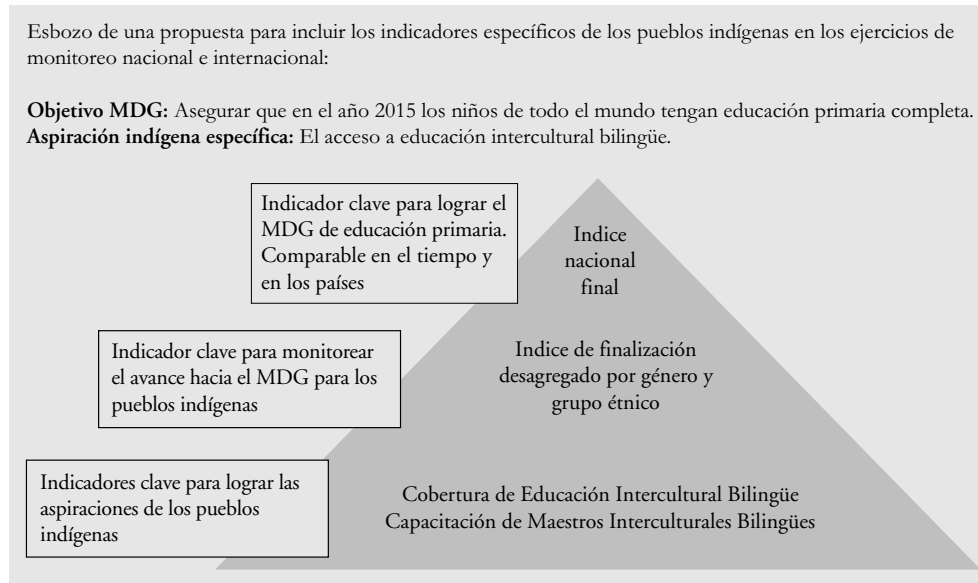 Esbozo de una propuesta para incluir los indicadores específicos de los pueblos indígenas en los ejercicios de
monitoreo nacional e internacional:
Objetivo MDG: Asegurar que en el año 2015 los niños de todo el mundo tengan educación primaria completa.
Aspiración indígena específica: El acceso a educación intercultural bilingüe.
Indicador clave para lograr el
MDG de educación primaria.
Comparable en el tiempo y
en los países
Indice
nacional
final
Indicador clave para monitorear
el avance hacia el MDG para los
pueblos indígenas
Indice de finalización
desagregado por género y
grupo étnico
Indicadores clave para lograr las
aspiraciones de los pueblos
indígenas
Cobertura de Educación Intercultural Bilingüe
Capacitación de Maestros Interculturales Bilingües